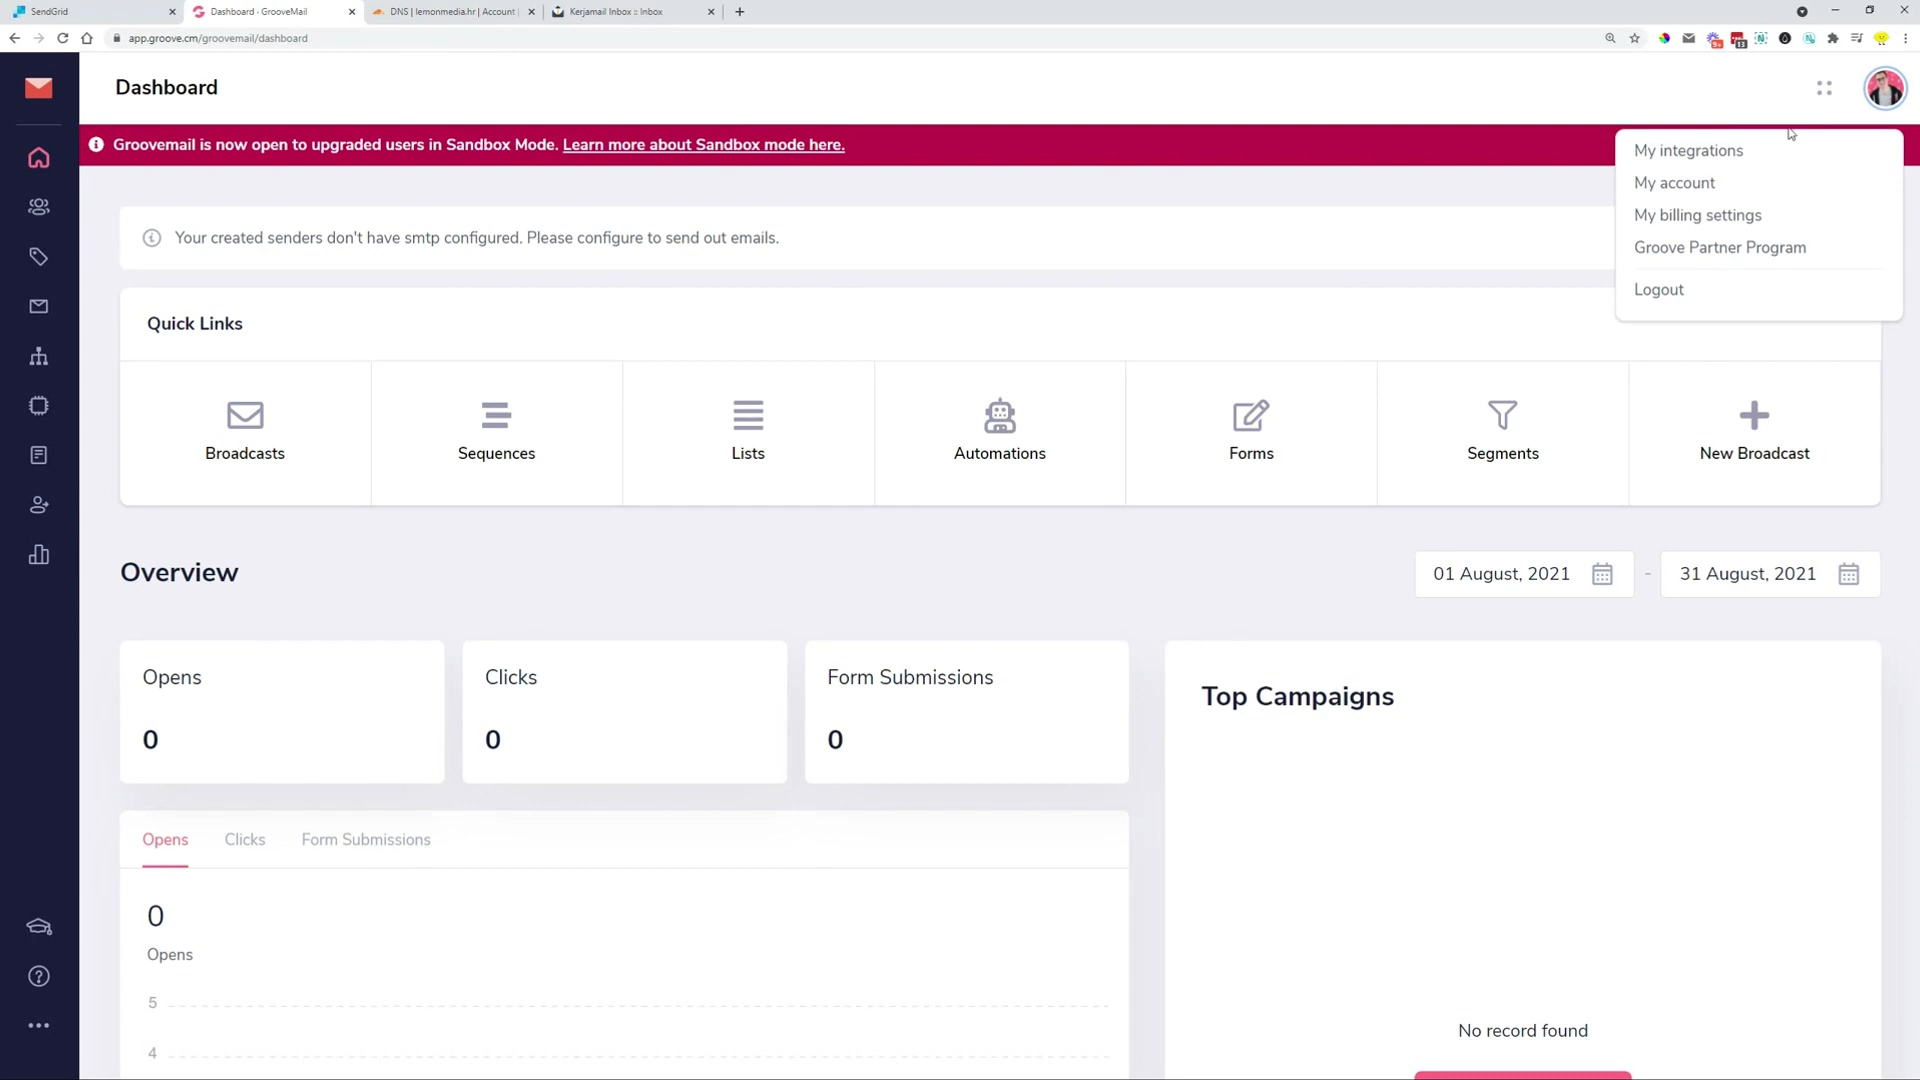 SendGrid
Dashboard - GrooveMail
DNS | lemonmedia.hr | Account |
Kerjamail Inbox :: Inbox
app.groove.cm/groovemail/dashboard
9+
13
Dashboard
Groovemail is now open to upgraded users in Sandbox Mode. Learn more about Sandbox mode here.
My integrations
My account
My billing settings
Groove Partner Program
Logout
Your created senders don't have smtp configured. Please configure to send out emails.
Quick Links
Broadcasts
Sequences
Lists
Automations
Forms
Segments
New Broadcast
Overview
01 August, 2021 - 31 August, 2021
Opens
0
Clicks
0
Form Submissions
0
Top Campaigns
No record found
Opens
Clicks
Form Submissions
0
Opens
5
4